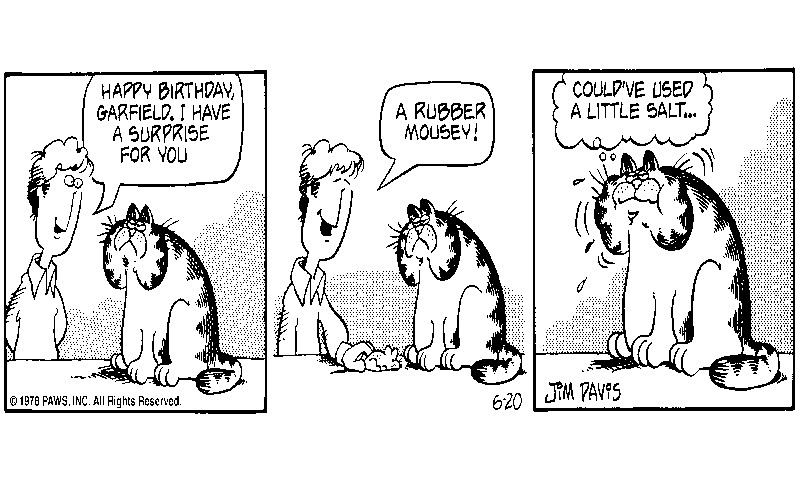 HAPPY BIRTHDAY,
GARFIELD. I HAVE
A SURPRISE
FOR YOU
© 1978 PAWS, INC. All Rights Reserved.
A RUBBER
MOUSEY!
6-20
COULD'VE USED
A LITTLE SALT...
JIM DAVIS